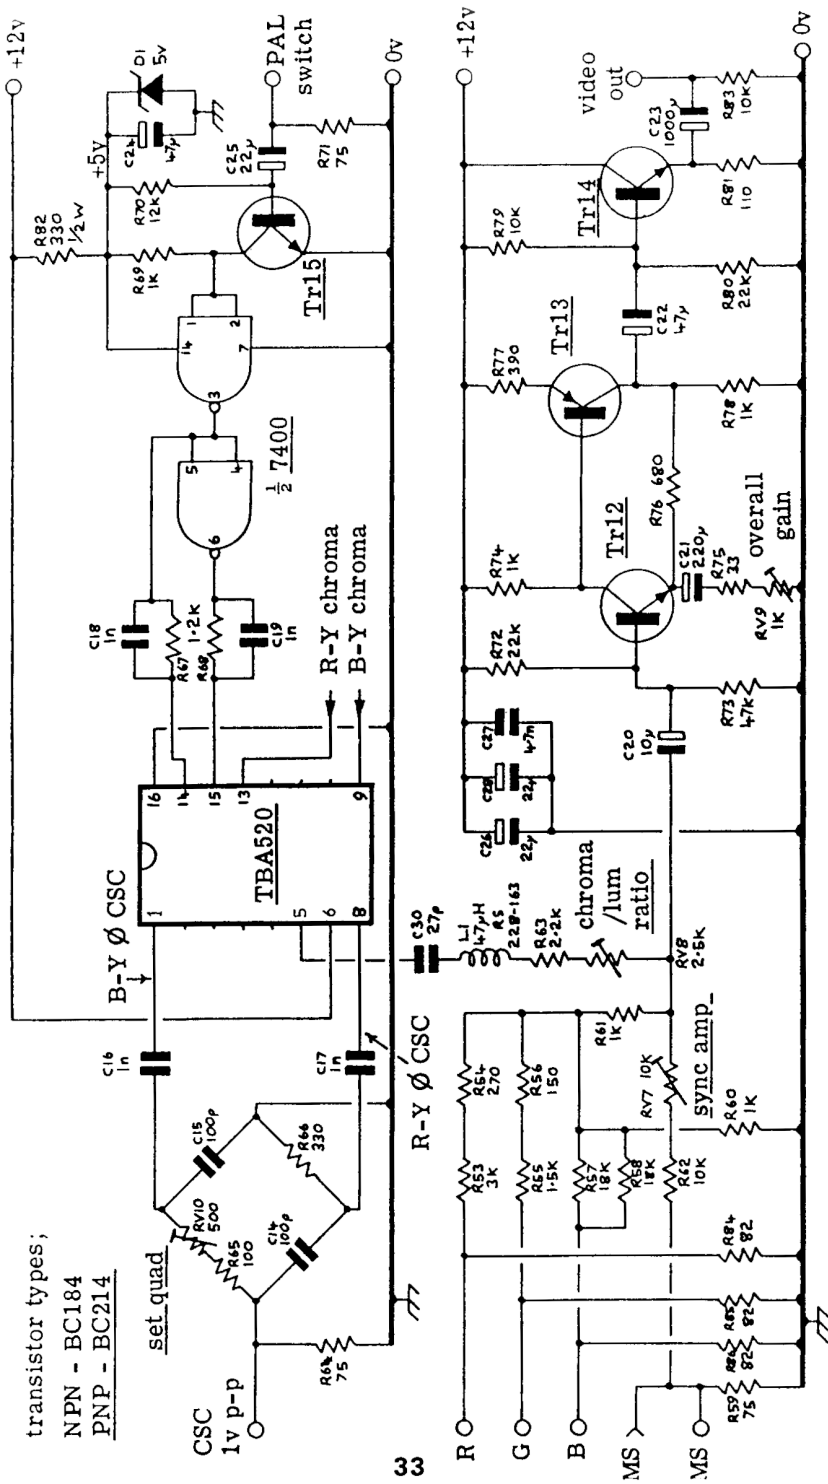 transistor types;
NPN - BC184
PNP - BC214
+12v
R82
330
½W
+5v
D1
5v
C24
47µ
R70
12K
R69
1K
C25
22µ
PAL
switch
R71
75
Tr15
14
1
2
7
3
5
4
6
½ 7400
0v
C18
1n
R67
1·2K
R68
C19
1n
R-Y chroma
B-Y chroma
16
14
15
13
9
TBA520
1
5
6
8
B-Y Ø CSC
R-Y Ø CSC
C16
1n
C17
1n
C15
100p
R66
330
RV10
500
R65
100
C14
100p
set quad
CSC
1v p-p
R64
75
+12v
R79
10K
Tr14
video
out
C23
1000µ
R83
10K
R81
110
R80
22K
C22
47µ
Tr13
R77
390
R78
1K
R76 680
Tr12
R74
1K
R72
22K
C21
220µ
R75
33
overall
gain
RV9
1K
R73
47K
C20
10µ
C27
47n
C28
22µ
C26
22µ
0v
C30
27p
L1
47µH
RS
228-163
R63
2·2K
chroma
/lum
ratio
RV8
2·5K
R61
1K
RV7 10K
sync amp
R54
270
R56
150
R53
3K
R55
1·5K
R57
18K
R58
18K
R62
10K
R60
1K
R84
82
R85
82
R86
82
R59
75
R
G
B
MS
MS
33